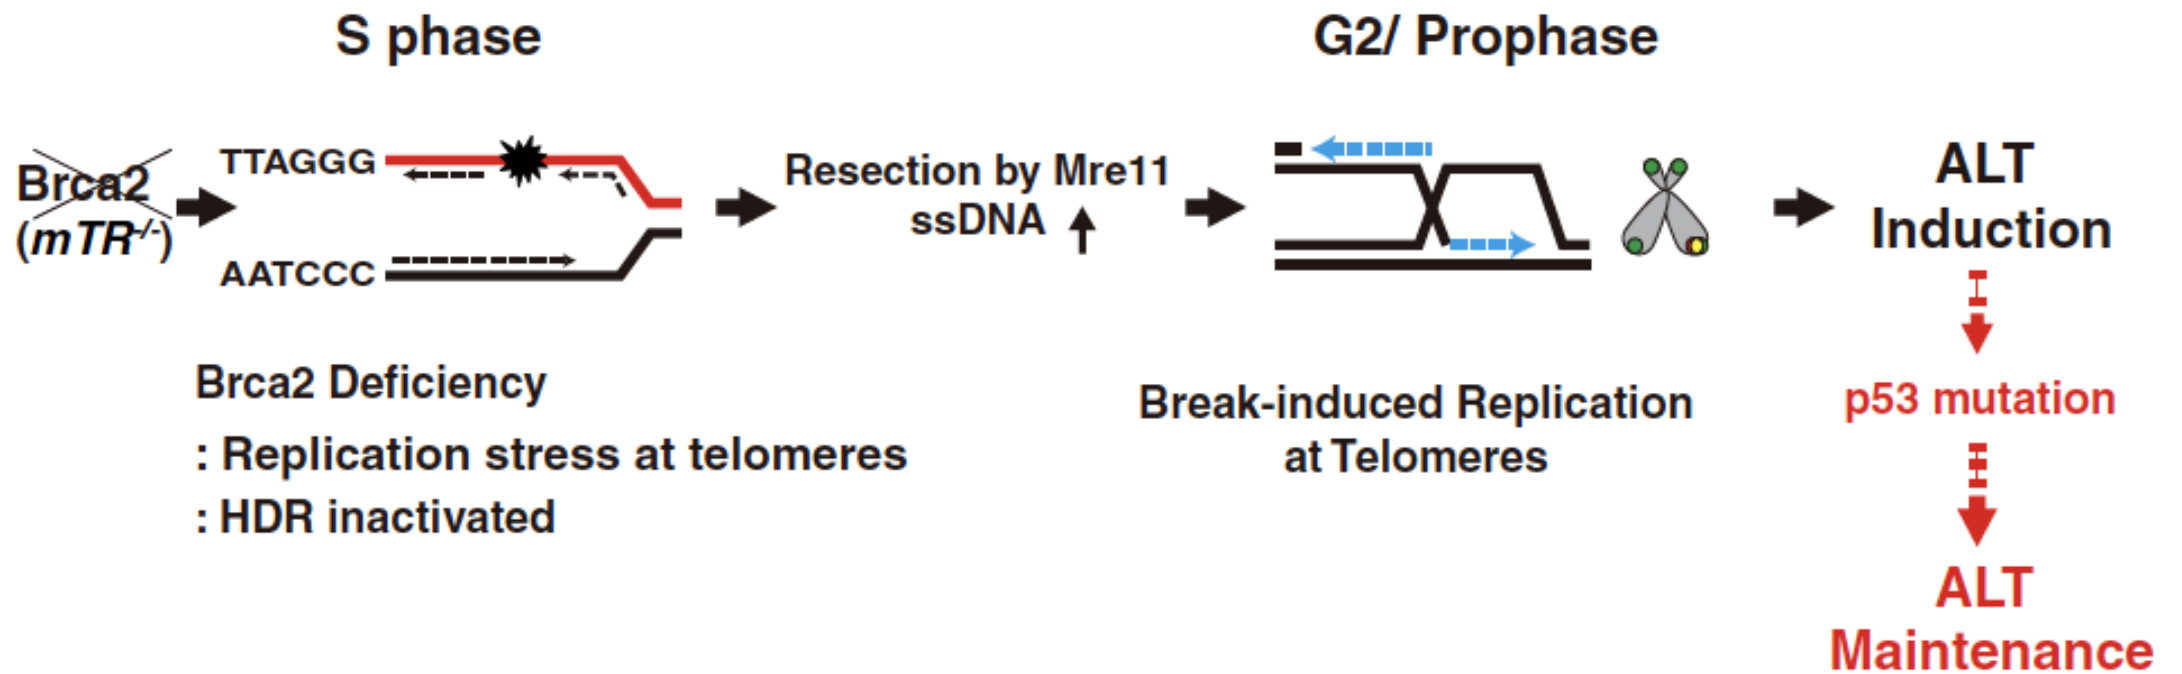 S phase
G2/ Prophase
Brca2
(mTR-/-)
TTAGGG
AATCCC
Resection by Mre11
ssDNA
ALT
Induction
Brca2 Deficiency
: Replication stress at telomeres
: HDR inactivated
Break-induced Replication
at Telomeres
p53 mutation
ALT
Maintenance